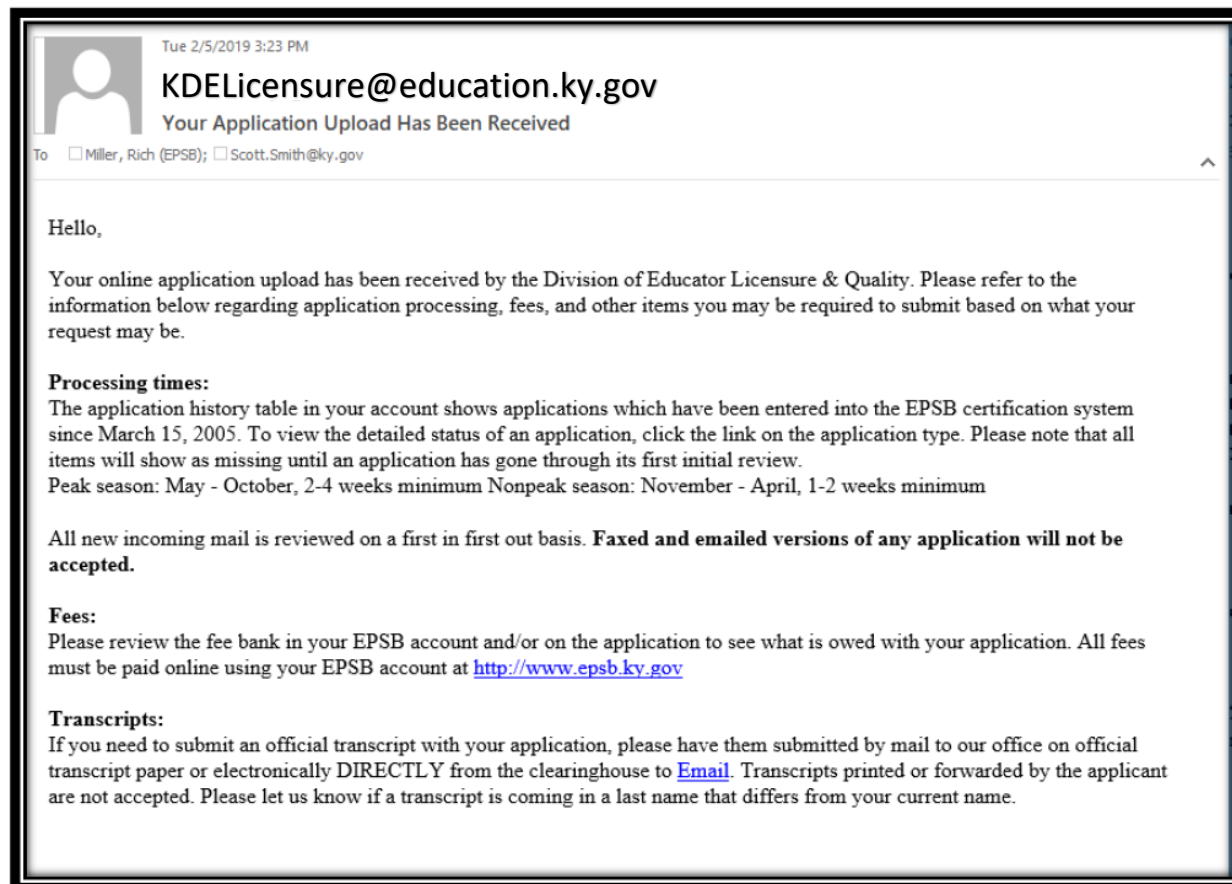 Tue 2/5/2019 3:23 PM
KDELicensure@education.ky.gov
Your Application Upload Has Been Received
To Miller, Rich (EPSB); Scott.Smith@ky.gov
Hello,
Your online application upload has been received by the Division of Educator Licensure & Quality. Please refer to the
information below regarding application processing, fees, and other items you may be required to submit based on what your
request may be.
Processing times:
The application history table in your account shows applications which have been entered into the EPSB certification system
since March 15, 2005. To view the detailed status of an application, click the link on the application type. Please note that all
items will show as missing until an application has gone through its first initial review.
Peak season: May - October, 2-4 weeks minimum Nonpeak season: November - April, 1-2 weeks minimum
All new incoming mail is reviewed on a first in first out basis. Faxed and emailed versions of any application will not be
accepted.
Fees:
Please review the fee bank in your EPSB account and/or on the application to see what is owed with your application. All fees
must be paid online using your EPSB account at http://www.epsb.ky.gov
Transcripts:
If you need to submit an official transcript with your application, please have them submitted by mail to our office on official
transcript paper or electronically DIRECTLY from the clearinghouse to Email. Transcripts printed or forwarded by the applicant
are not accepted. Please let us know if a transcript is coming in a last name that differs from your current name.